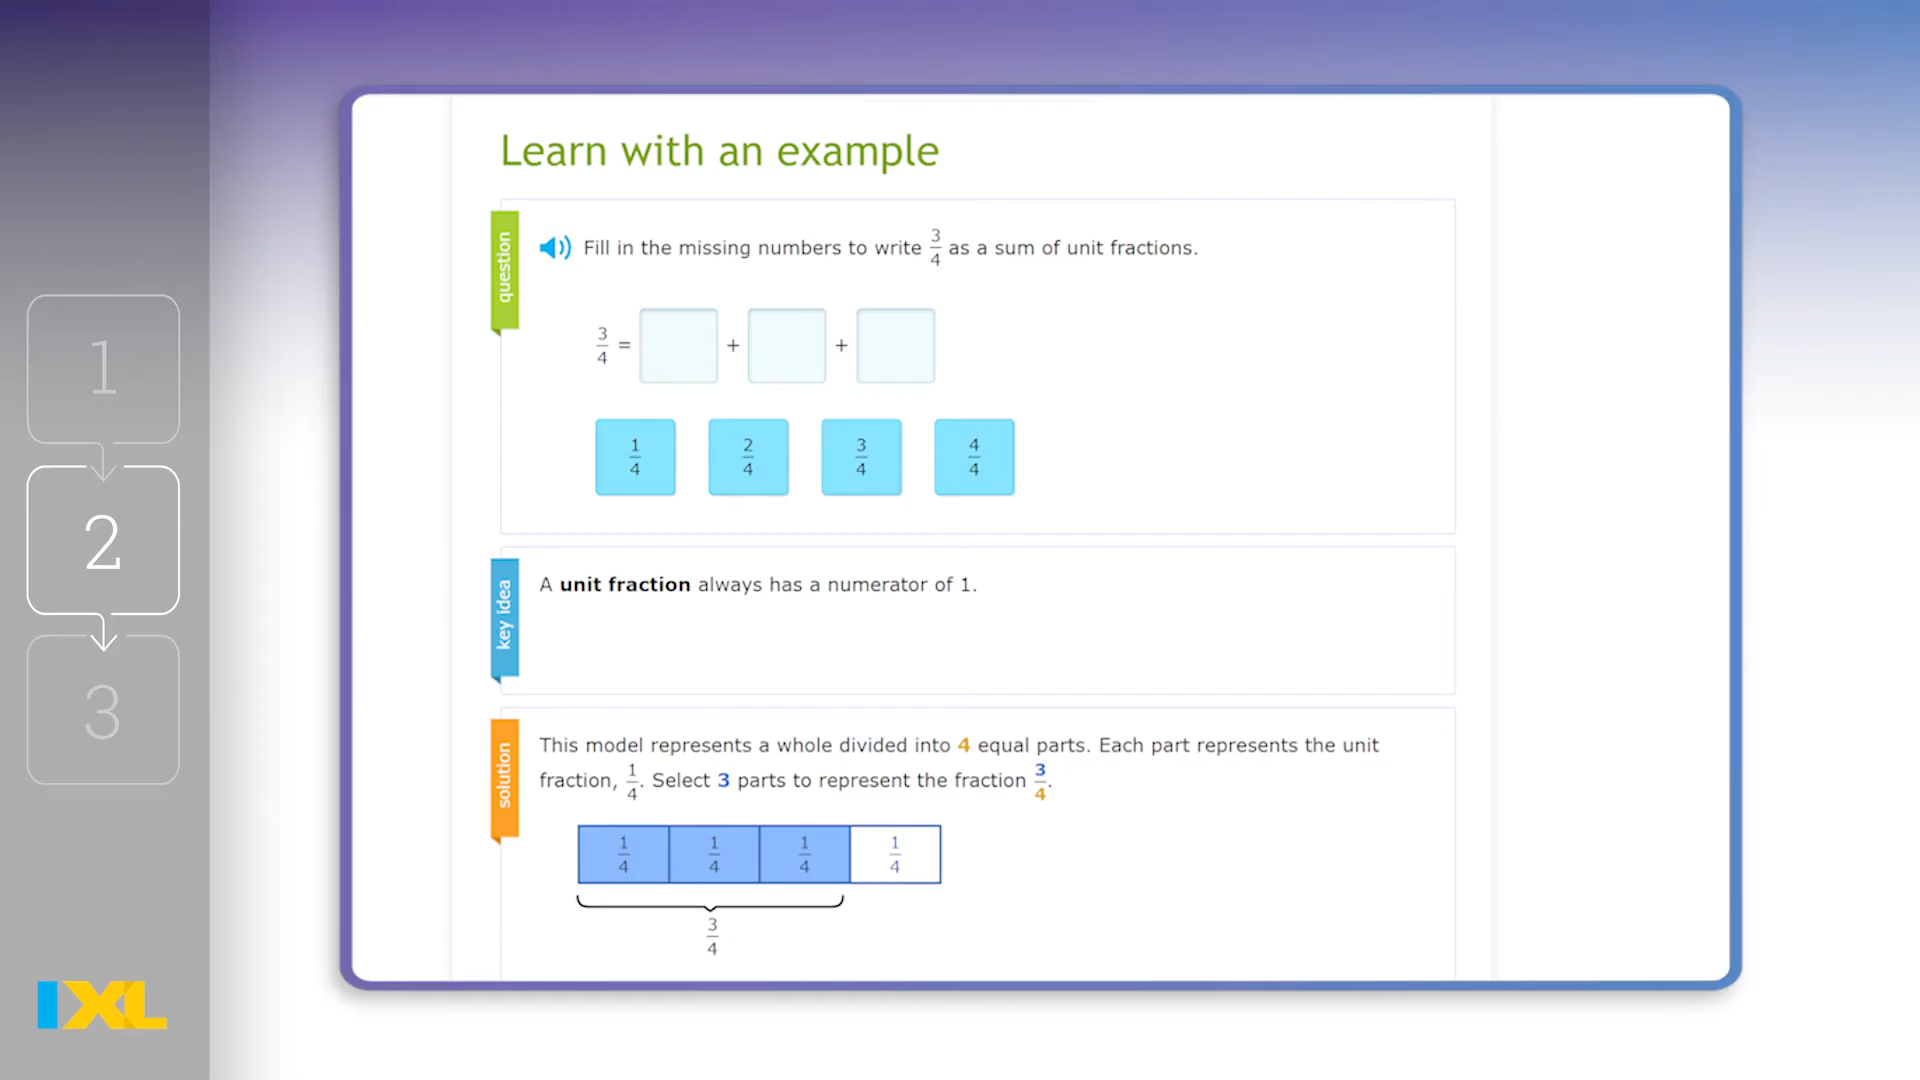 Learn with an example
question
Fill in the missing numbers to write 3/4 as a sum of unit fractions.
3/4 = + +
1/4 2/4 3/4 4/4
key idea
A unit fraction always has a numerator of 1.
solution
This model represents a whole divided into 4 equal parts. Each part represents the unit
fraction, 1/4. Select 3 parts to represent the fraction 3/4.
1/4 1/4 1/4 1/4
3/4
1
2
3
IXL